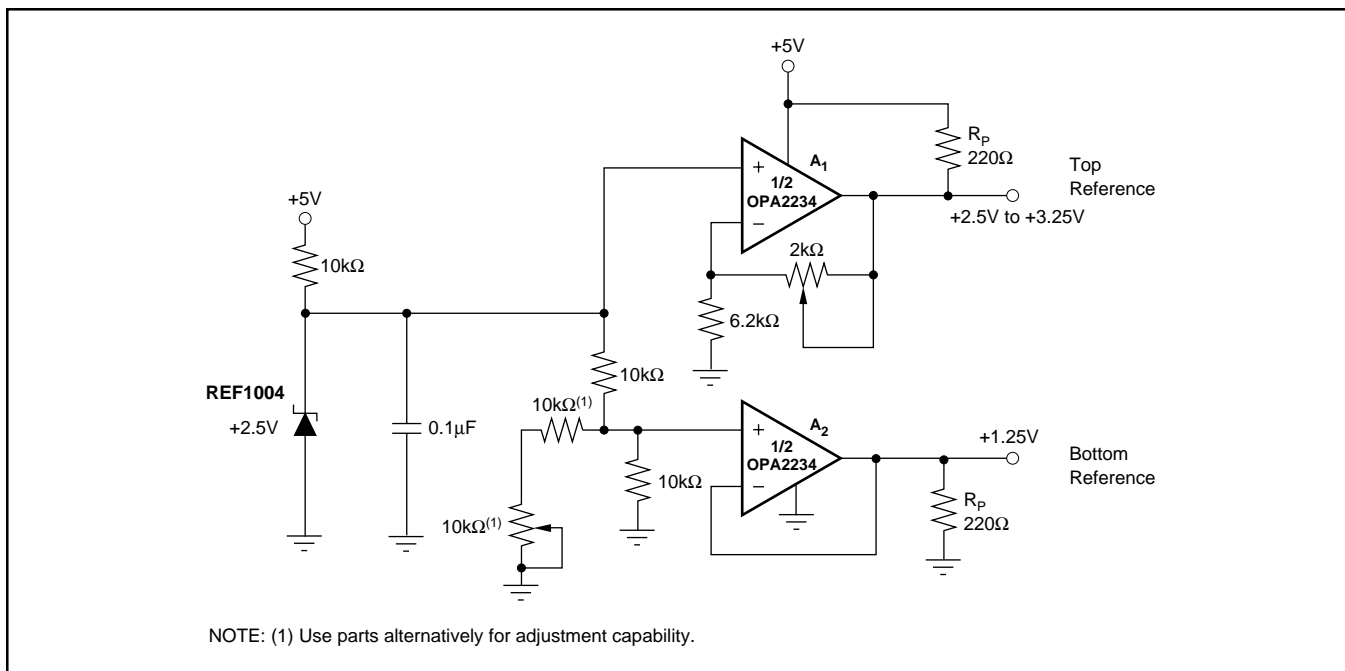 +5V
R_P
220Ω
A₁
+
1/2
OPA2234
−
Top
Reference
+2.5V to +3.25V
+5V
10kΩ
2kΩ
6.2kΩ
10kΩ
REF1004
+2.5V
0.1µF
10kΩ(1)
10kΩ(1)
10kΩ
A₂
+
1/2
OPA2234
−
+1.25V
Bottom
Reference
R_P
220Ω
NOTE: (1) Use parts alternatively for adjustment capability.